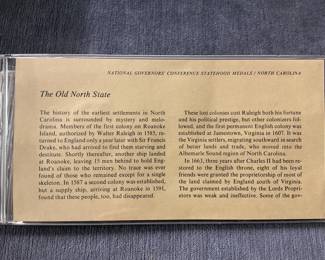 NATIONAL GOVERNORS' CONFERENCE STATEHOOD MEDALS / NORTH CAROLINA
The Old North State
The history of the earliest settlements in North
Carolina is surrounded by mystery and melo-
drama. Members of the first colony on Roanoke
Island, authorized by Walter Raleigh in 1585, re-
turned to England only a year later with Sir Francis
Drake, who had arrived to find them starving and
destitute. Shortly thereafter, another ship landed
at Roanoke, leaving 15 men behind to hold Eng-
land's claim to the territory. No trace was ever
found of those who remained except for a single
skeleton. In 1587 a second colony was established,
but a supply ship, arriving at Roanoke in 1591,
found that these people, too, had disappeared.
These lost colonies cost Raleigh both his fortune
and his political prestige, but other colonizers fol-
lowed, and the first permanent English colony was
established at Jamestown, Virginia in 1607. It was
the Virginia settlers, migrating southward in search
of better lands and trade, who moved into the
Albemarle Sound region of North Carolina.
In 1663, three years after Charles II had been re-
stored to the English throne, eight of his loyal
friends were granted the proprietorship of most of
the land claimed by England south of Virginia.
The government established by the Lords Propri-
etors was weak and ineffective. Some of the gov-